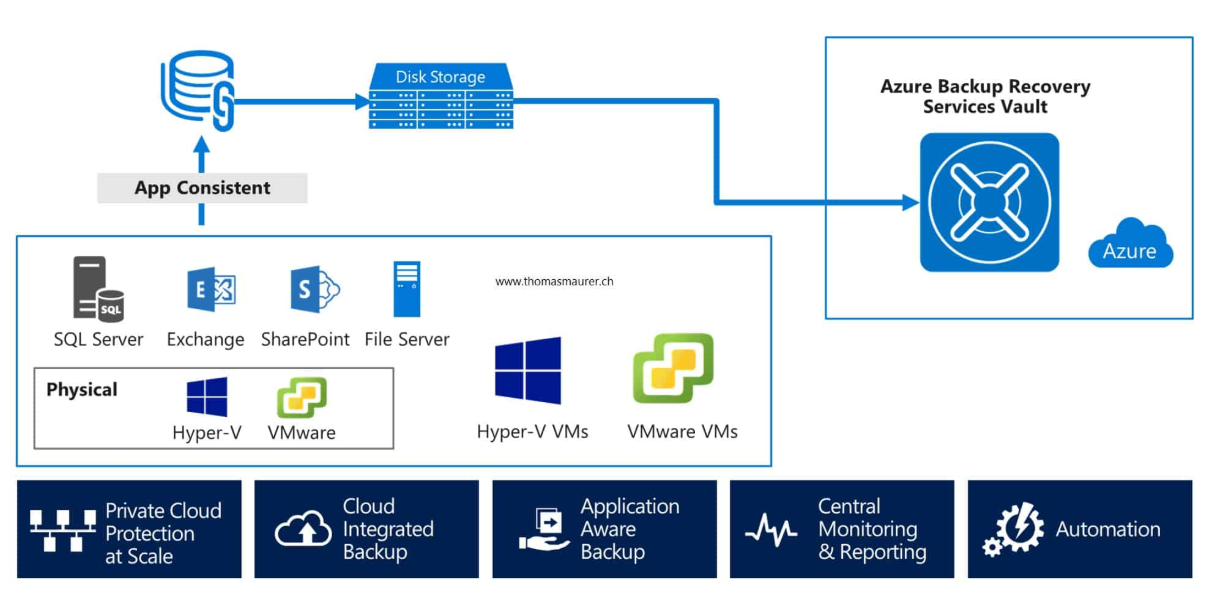 Disk Storage
Azure Backup Recovery
Services Vault
App Consistent
Azure
SQL
E
S
www.thomasmaurer.ch
SQL Server
Exchange
SharePoint
File Server
Physical
Hyper-V
VMware
Hyper-V VMs
VMware VMs
Private Cloud
Protection
at Scale
Cloud
Integrated
Backup
Application
Aware
Backup
Central
Monitoring
& Reporting
Automation